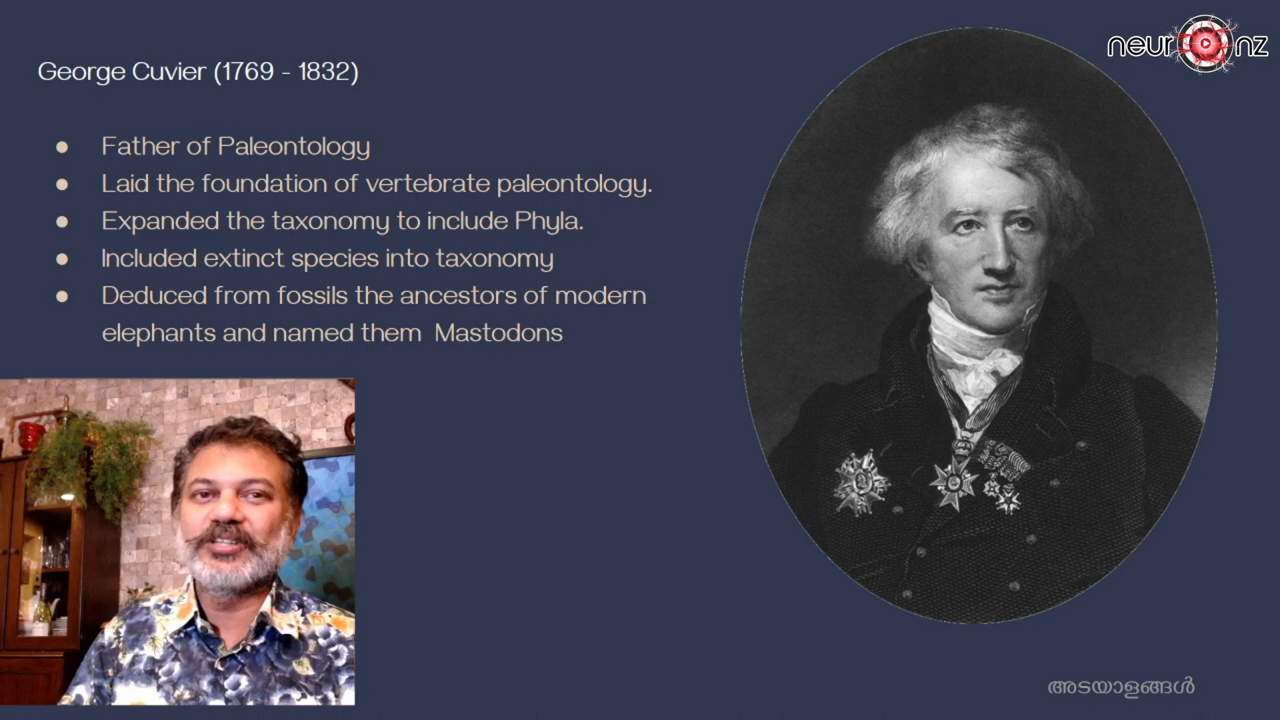 neur nz
George Cuvier (1769 - 1832)
● Father of Paleontology
● Laid the foundation of vertebrate paleontology.
● Expanded the taxonomy to include Phyla.
● Included extinct species into taxonomy
● Deduced from fossils the ancestors of modern
elephants and named them Mastodons
അടയാളങ്ങൾ